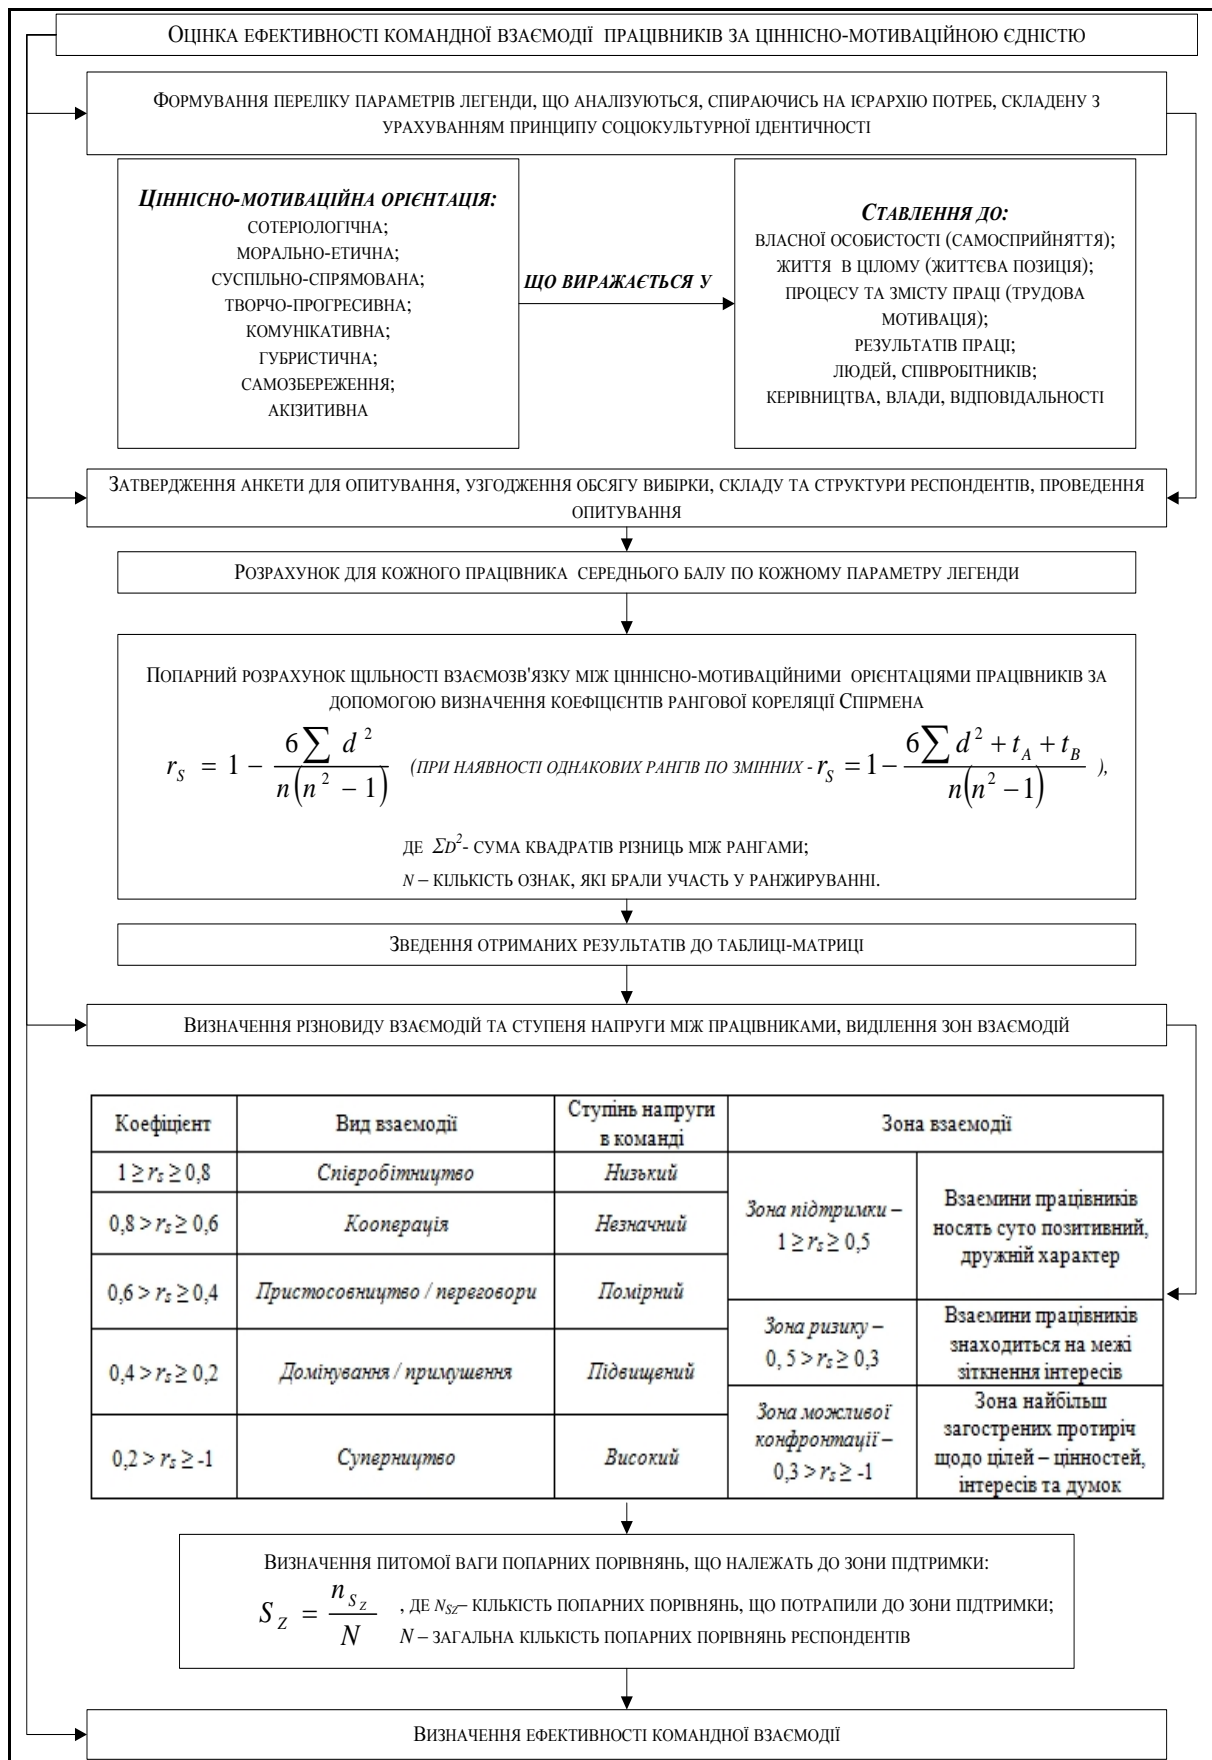 ОЦІНКА ЕФЕКТИВНОСТІ КОМАНДНОЇ ВЗАЄМОДІЇ ПРАЦІВНИКІВ ЗА ЦІННІСНО-МОТИВАЦІЙНОЮ ЄДНІСТЮ
ФОРМУВАННЯ ПЕРЕЛІКУ ПАРАМЕТРІВ ЛЕГЕНДИ, ЩО АНАЛІЗУЮТЬСЯ, СПИРАЮЧИСЬ НА ІЄРАРХІЮ ПОТРЕБ, СКЛАДЕНУ З
УРАХУВАННЯМ ПРИНЦИПУ СОЦІОКУЛЬТУРНОЇ ІДЕНТИЧНОСТІ
ЦІННІСНО-МОТИВАЦІЙНА ОРІЄНТАЦІЯ:
СОТЕРІОЛОГІЧНА;
МОРАЛЬНО-ЕТИЧНА;
СУСПІЛЬНО-СПРЯМОВАНА;
ТВОРЧО-ПРОГРЕСИВНА;
КОМУНІКАТИВНА;
ГУБРИСТИЧНА;
САМОЗБЕРЕЖЕННЯ;
АКІЗИТИВНА
ЩО ВИРАЖАЄТЬСЯ У
СТАВЛЕННЯ ДО:
ВЛАСНОЇ ОСОБИСТОСТІ (САМОСПРИЙНЯТТЯ);
ЖИТТЯ В ЦІЛОМУ (ЖИТТЄВА ПОЗИЦІЯ);
ПРОЦЕСУ ТА ЗМІСТУ ПРАЦІ (ТРУДОВА
МОТИВАЦІЯ);
РЕЗУЛЬТАТІВ ПРАЦІ;
ЛЮДЕЙ, СПІВРОБІТНИКІВ;
КЕРІВНИЦТВА, ВЛАДИ, ВІДПОВІДАЛЬНОСТІ
ЗАТВЕРДЖЕННЯ АНКЕТИ ДЛЯ ОПИТУВАННЯ, УЗГОДЖЕННЯ ОБСЯГУ ВИБІРКИ, СКЛАДУ ТА СТРУКТУРИ РЕСПОНДЕНТІВ, ПРОВЕДЕННЯ
ОПИТУВАННЯ
РОЗРАХУНОК ДЛЯ КОЖНОГО ПРАЦІВНИКА СЕРЕДНЬОГО БАЛУ ПО КОЖНОМУ ПАРАМЕТРУ ЛЕГЕНДИ
ПОПАРНИЙ РОЗРАХУНОК ЩІЛЬНОСТІ ВЗАЄМОЗВ'ЯЗКУ МІЖ ЦІННІСНО-МОТИВАЦІЙНИМИ ОРІЄНТАЦІЯМИ ПРАЦІВНИКІВ ЗА
ДОПОМОГОЮ ВИЗНАЧЕННЯ КОЕФІЦІЄНТІВ РАНГОВОЇ КОРЕЛЯЦІЇ СПІРМЕНА
r_S = 1 − 6∑ d² / n(n² − 1) (ПРИ НАЯВНОСТІ ОДНАКОВИХ РАНГІВ ПО ЗМІННИХ - r_S = 1 − 6∑ d² + t_A + t_B / n(n² − 1) ),
ДЕ ΣD²- СУМА КВАДРАТІВ РІЗНИЦЬ МІЖ РАНГАМИ;
N – КІЛЬКІСТЬ ОЗНАК, ЯКІ БРАЛИ УЧАСТЬ У РАНЖИРУВАННІ.
ЗВЕДЕННЯ ОТРИМАНИХ РЕЗУЛЬТАТІВ ДО ТАБЛИЦІ-МАТРИЦІ
ВИЗНАЧЕННЯ РІЗНОВИДУ ВЗАЄМОДІЙ ТА СТУПЕНЯ НАПРУГИ МІЖ ПРАЦІВНИКАМИ, ВИДІЛЕННЯ ЗОН ВЗАЄМОДІЙ
Коефіцієнт
Вид взаємодії
Ступінь напруги
в команді
Зона взаємодії
1 ≥ r_S ≥ 0,8
Співробітництво
Низький
0,8 > r_S ≥ 0,6
Кооперація
Незначний
0,6 > r_S ≥ 0,4
Пристосовництво / переговори
Помірний
0,4 > r_S ≥ 0,2
Домінування / примушення
Підвищений
0,2 > r_S ≥ -1
Суперництво
Високий
Зона підтримки –
1 ≥ r_S ≥ 0,5
Взаємини працівників
носять суто позитивний,
дружній характер
Зона ризику –
0, 5 > r_S ≥ 0,3
Взаємини працівників
знаходиться на межі
зіткнення інтересів
Зона можливої
конфронтації –
0,3 > r_S ≥ -1
Зона найбільш
загострених протиріч
щодо цілей – цінностей,
інтересів та думок
ВИЗНАЧЕННЯ ПИТОМОЇ ВАГИ ПОПАРНИХ ПОРІВНЯНЬ, ЩО НАЛЕЖАТЬ ДО ЗОНИ ПІДТРИМКИ:
S_Z = n_{S_Z} / N , ДЕ N_SZ – КІЛЬКІСТЬ ПОПАРНИХ ПОРІВНЯНЬ, ЩО ПОТРАПИЛИ ДО ЗОНИ ПІДТРИМКИ;
N – ЗАГАЛЬНА КІЛЬКІСТЬ ПОПАРНИХ ПОРІВНЯНЬ РЕСПОНДЕНТІВ
ВИЗНАЧЕННЯ ЕФЕКТИВНОСТІ КОМАНДНОЇ ВЗАЄМОДІЇ